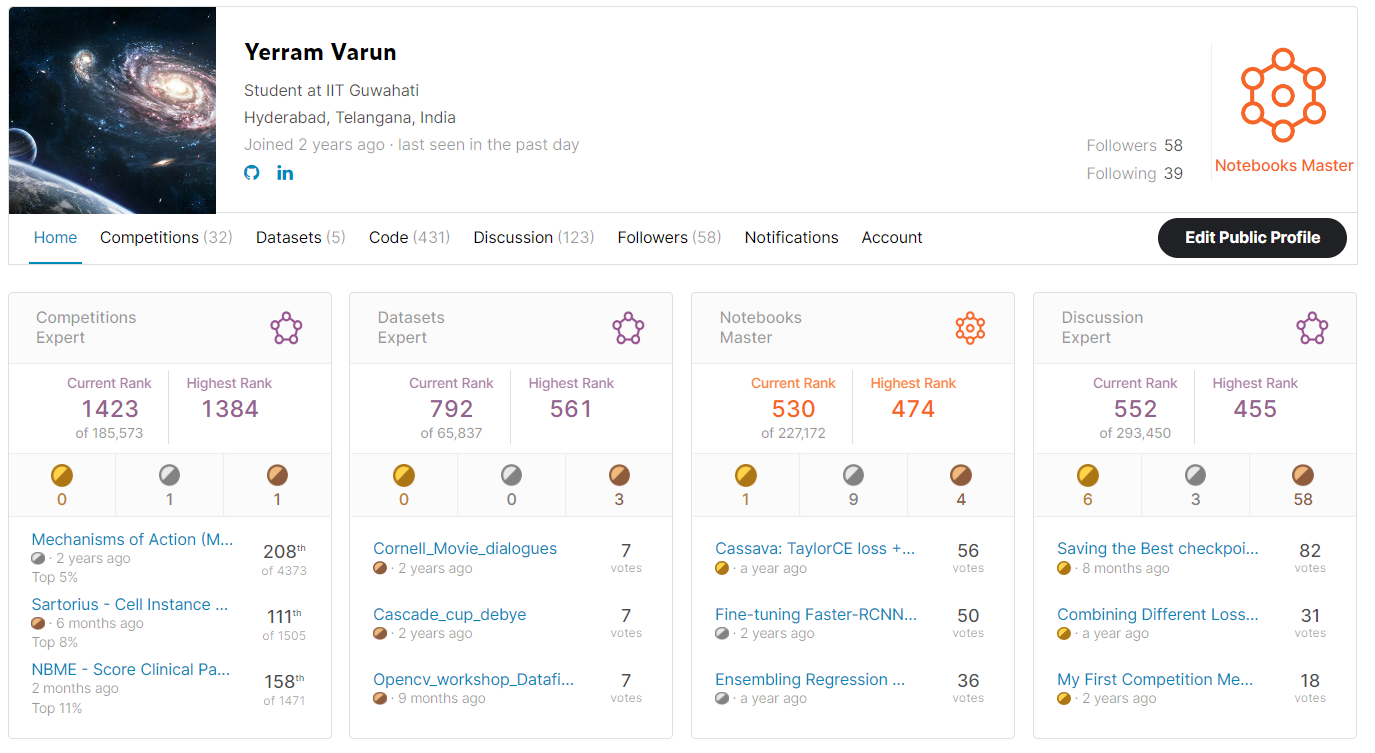 Yerram Varun
Student at IIT Guwahati
Hyderabad, Telangana, India
Joined 2 years ago · last seen in the past day
in
Followers 58
Following 39
Notebooks Master
Home Competitions (32) Datasets (5) Code (431) Discussion (123) Followers (58) Notifications Account Edit Public Profile
Competitions
Expert
Current Rank Highest Rank
1423 1384
of 185,573
0 1 1
Mechanisms of Action (M...
208th
· 2 years ago
of 4373
Top 5%
Sartorius - Cell Instance ...
111th
· 6 months ago
of 1505
Top 8%
NBME - Score Clinical Pa...
158th
2 months ago
of 1471
Top 11%
Datasets
Expert
Current Rank Highest Rank
792 561
of 65,837
0 0 3
Cornell_Movie_dialogues 7
· 2 years ago votes
Cascade_cup_debye 7
· 2 years ago votes
Opencv_workshop_Datafi... 7
· 9 months ago votes
Notebooks
Master
Current Rank Highest Rank
530 474
of 227,172
1 9 4
Cassava: TaylorCE loss +... 56
· a year ago votes
Fine-tuning Faster-RCNN... 50
· 2 years ago votes
Ensembling Regression ... 36
· a year ago votes
Discussion
Expert
Current Rank Highest Rank
552 455
of 293,450
6 3 58
Saving the Best checkpoi... 82
· 8 months ago votes
Combining Different Loss... 31
· a year ago votes
My First Competition Me... 18
· 2 years ago votes